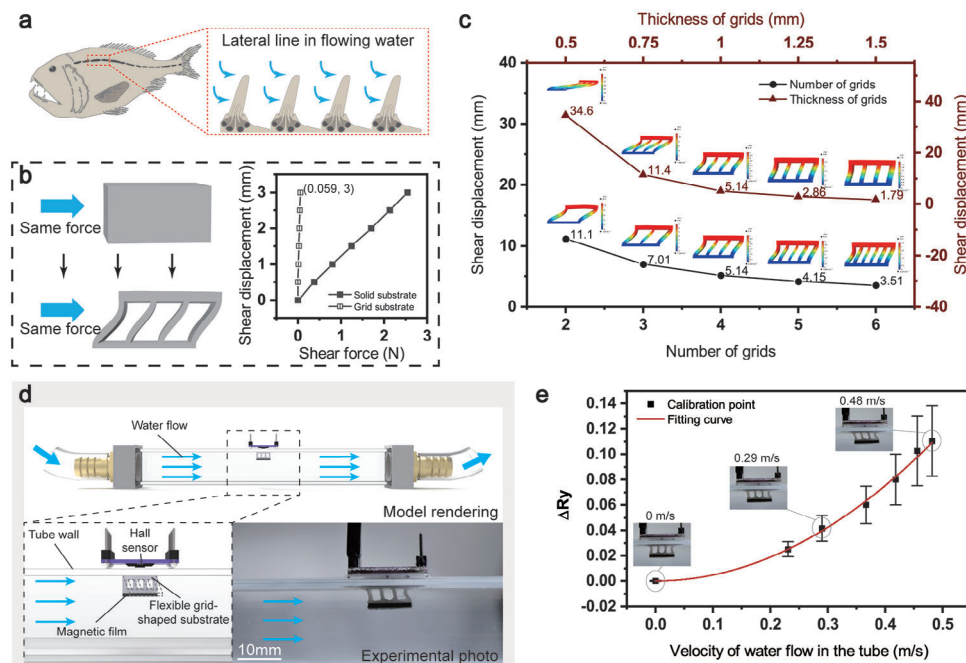 a
Lateral line in flowing water
b
Same force
Same force
Shear displacement (mm)
3
2
1
0
(0.059, 3)
Solid substrate
Grid substrate
0
1
2
3
Shear force (N)
c
Thickness of grids (mm)
0.5
0.75
1
1.25
1.5
Shear displacement (mm)
40
30
20
10
0
Number of grids
Thickness of grids
34.6
11.4
5.14
2.86
1.79
11.1
7.01
5.14
4.15
3.51
40
20
0
-20
-40
Shear displacement (mm)
2
3
4
5
6
Number of grids
d
Water flow
Model rendering
Tube wall
Hall
sensor
Flexible grid-
shaped substrate
Magnetic film
10mm
Experimental photo
e
ΔRy
0.14
0.12
0.10
0.08
0.06
0.04
0.02
0.00
-0.02
Calibration point
Fitting curve
0.48 m/s
0.29 m/s
0 m/s
0.0
0.1
0.2
0.3
0.4
0.5
Velocity of water flow in the tube (m/s)